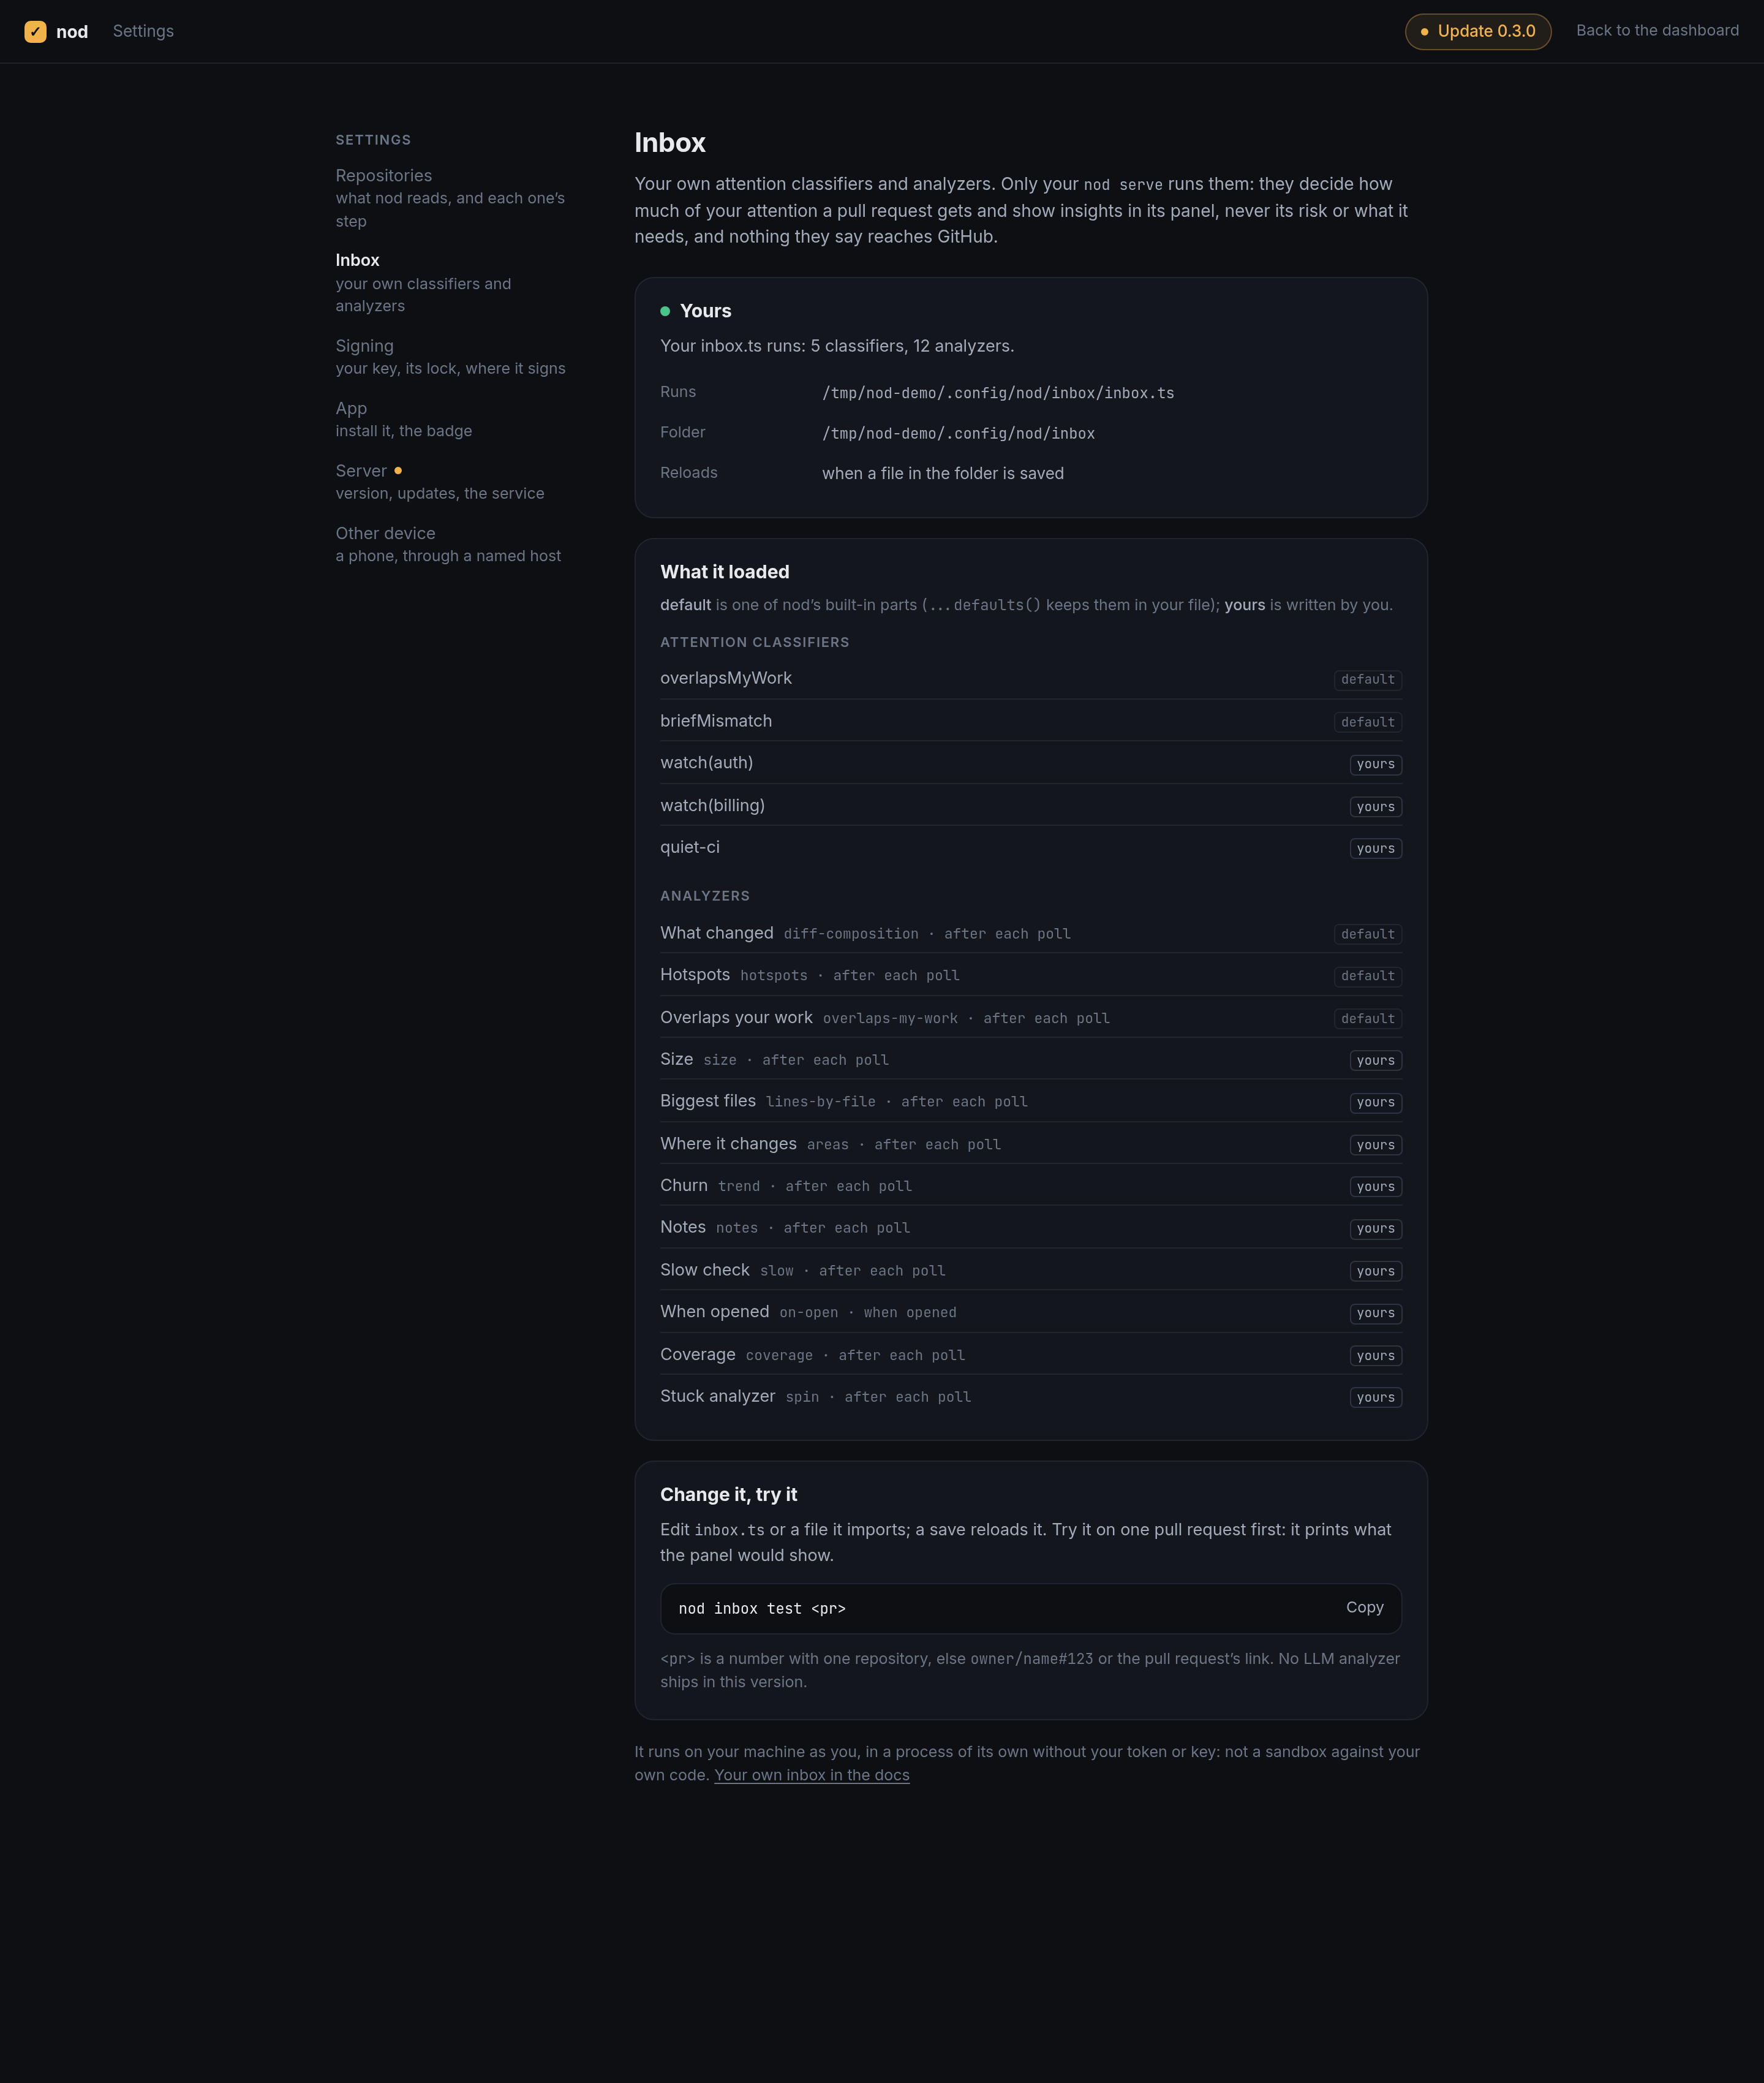 ✓ nod Settings Update 0.3.0 Back to the dashboard
SETTINGS
Repositories
what nod reads, and each one’s
step
Inbox
your own classifiers and
analyzers
Signing
your key, its lock, where it signs
App
install it, the badge
Server
version, updates, the service
Other device
a phone, through a named host
Inbox
Your own attention classifiers and analyzers. Only your nod serve runs them: they decide how
much of your attention a pull request gets and show insights in its panel, never its risk or what it
needs, and nothing they say reaches GitHub.
Yours
Your inbox.ts runs: 5 classifiers, 12 analyzers.
Runs /tmp/nod-demo/.config/nod/inbox/inbox.ts
Folder /tmp/nod-demo/.config/nod/inbox
Reloads when a file in the folder is saved
What it loaded
default is one of nod’s built-in parts (...defaults() keeps them in your file); yours is written by you.
ATTENTION CLASSIFIERS
overlapsMyWork default
briefMismatch default
watch(auth) yours
watch(billing) yours
quiet-ci yours
ANALYZERS
What changed diff-composition · after each poll default
Hotspots hotspots · after each poll default
Overlaps your work overlaps-my-work · after each poll default
Size size · after each poll yours
Biggest files lines-by-file · after each poll yours
Where it changes areas · after each poll yours
Churn trend · after each poll yours
Notes notes · after each poll yours
Slow check slow · after each poll yours
When opened on-open · when opened yours
Coverage coverage · after each poll yours
Stuck analyzer spin · after each poll yours
Change it, try it
Edit inbox.ts or a file it imports; a save reloads it. Try it on one pull request first: it prints what
the panel would show.
nod inbox test <pr> Copy
<pr> is a number with one repository, else owner/name#123 or the pull request’s link. No LLM analyzer
ships in this version.
It runs on your machine as you, in a process of its own without your token or key: not a sandbox against your
own code. Your own inbox in the docs